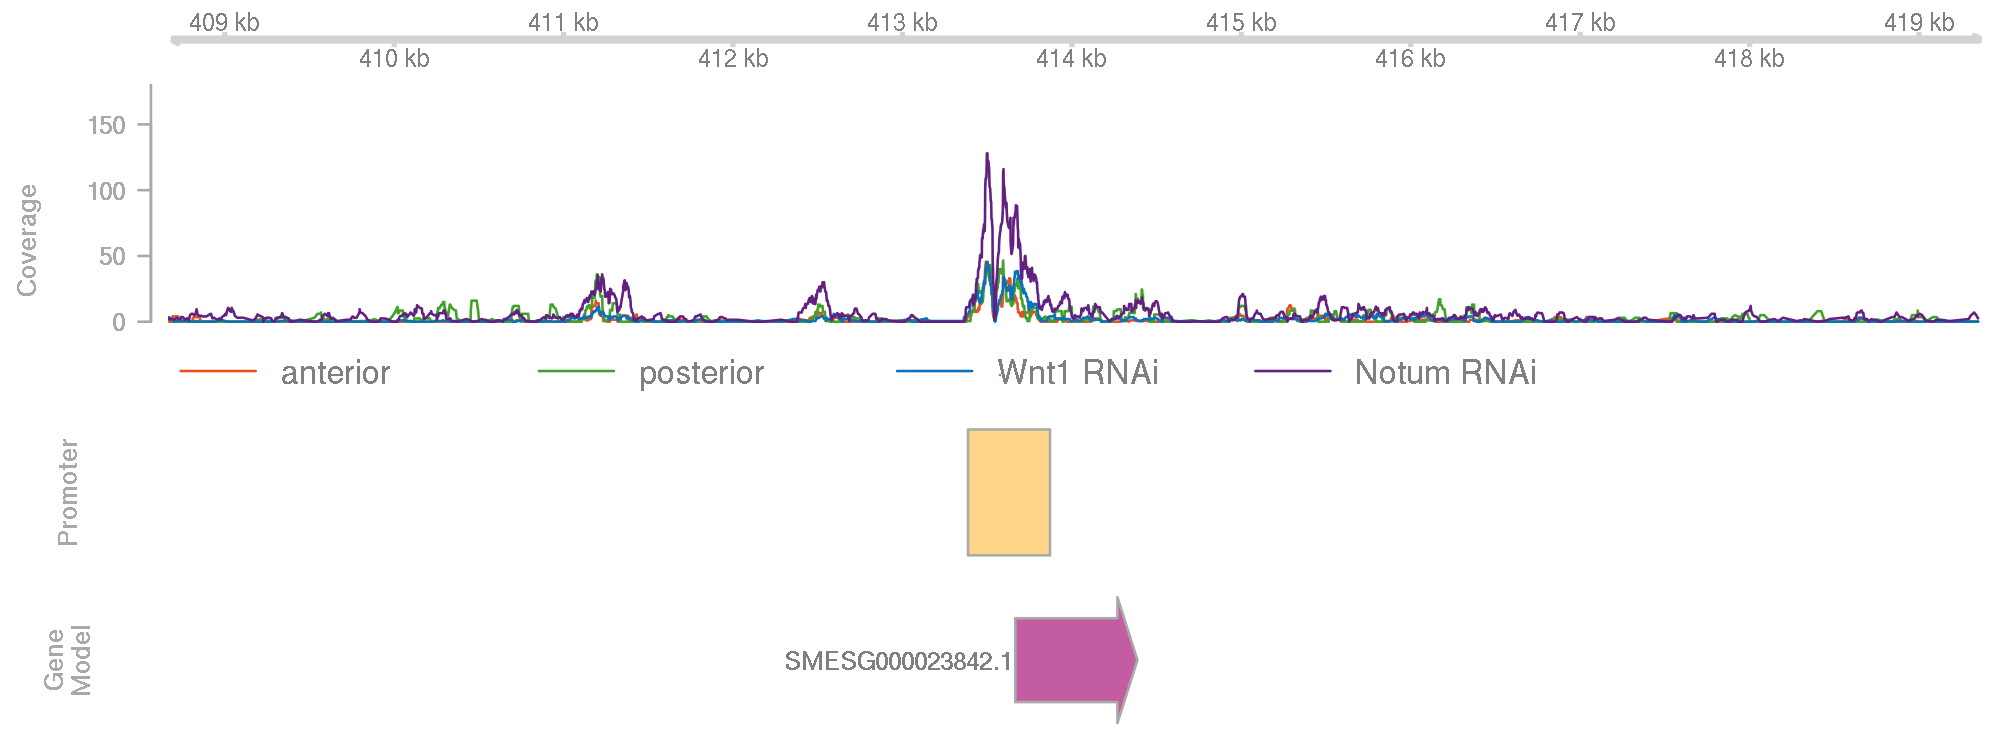 409 kb 411 kb 413 kb 415 kb 417 kb 419 kb
410 kb 412 kb 414 kb 416 kb 418 kb
Coverage
150
100
50
0
anterior posterior Wnt1 RNAi Notum RNAi
Promoter
Gene
Model
SMESG000023842.1